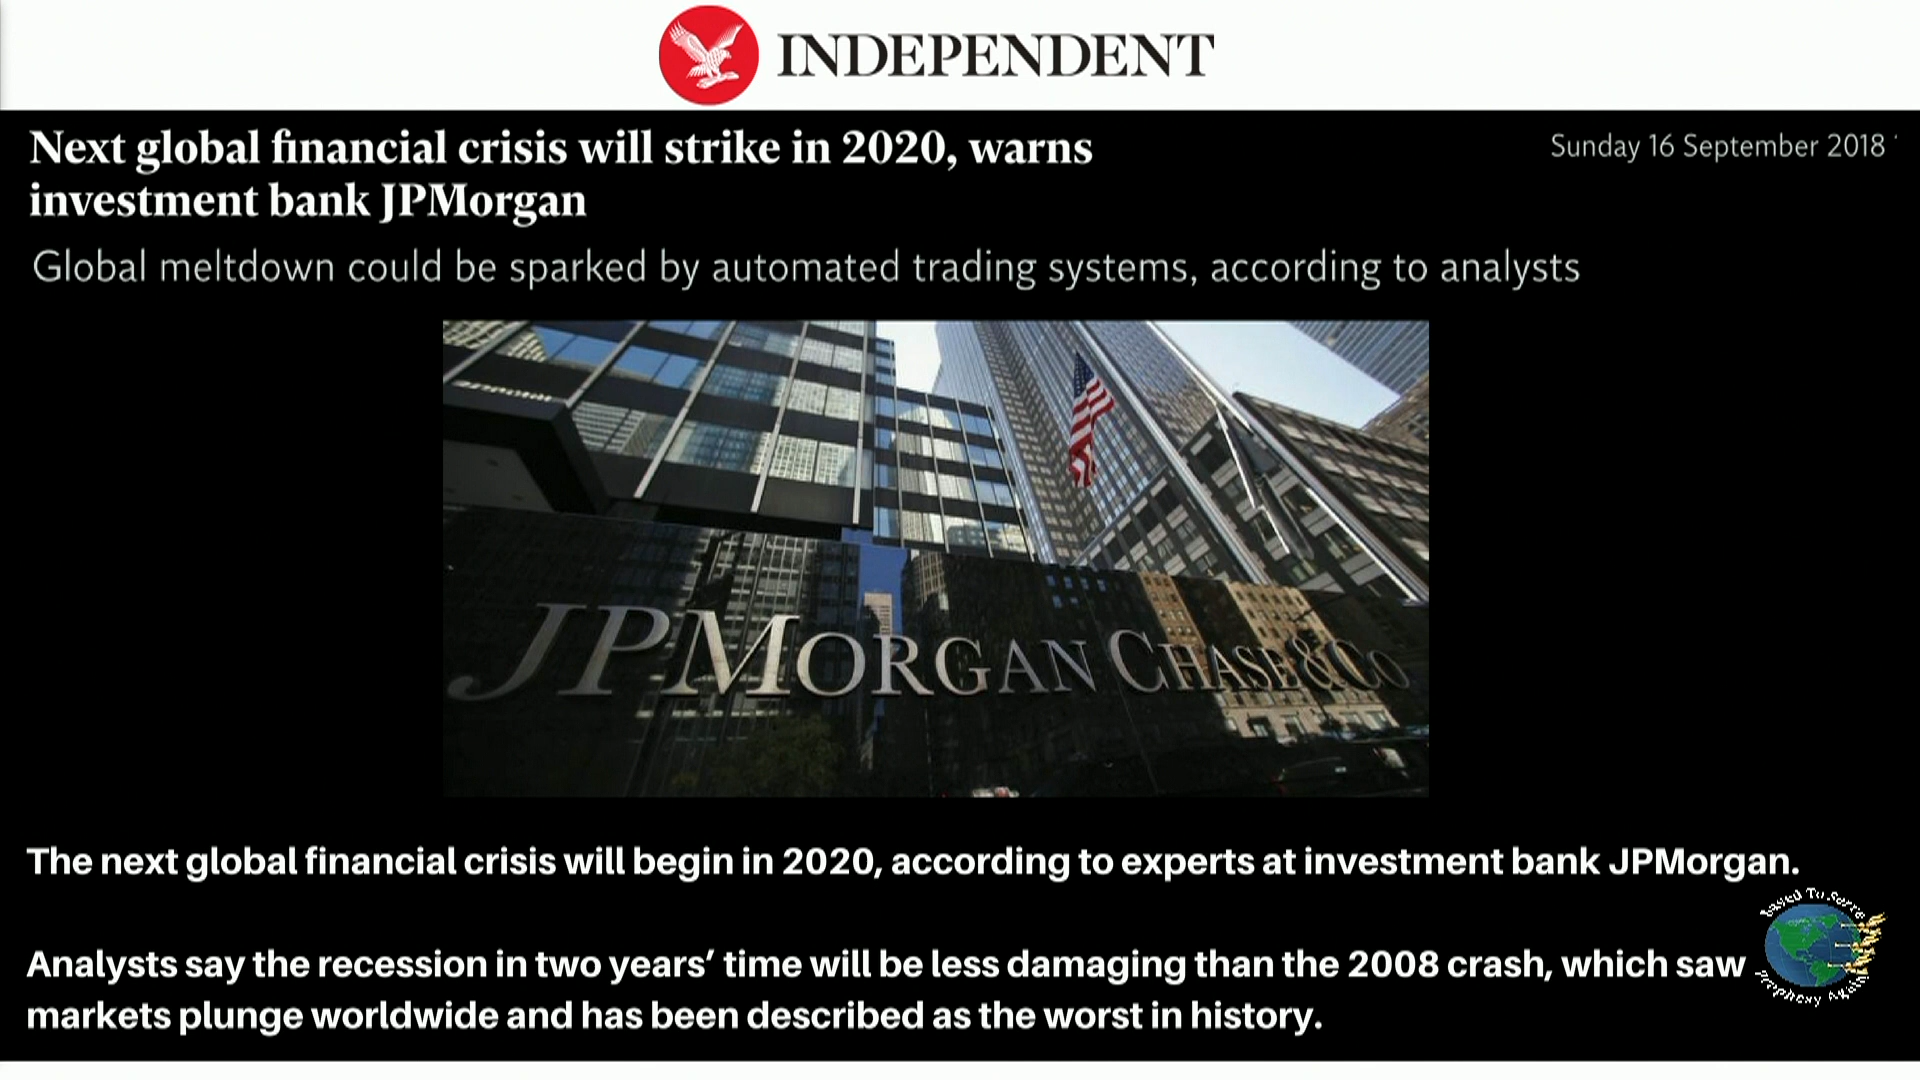 INDEPENDENT
Next global financial crisis will strike in 2020, warns
investment bank JPMorgan
Sunday 16 September 2018
Global meltdown could be sparked by automated trading systems, according to analysts
JPMORGAN CHASE & CO
The next global financial crisis will begin in 2020, according to experts at investment bank JPMorgan.
Analysts say the recession in two years’ time will be less damaging than the 2008 crash, which saw
markets plunge worldwide and has been described as the worst in history.
To Serve
Prophesy Again